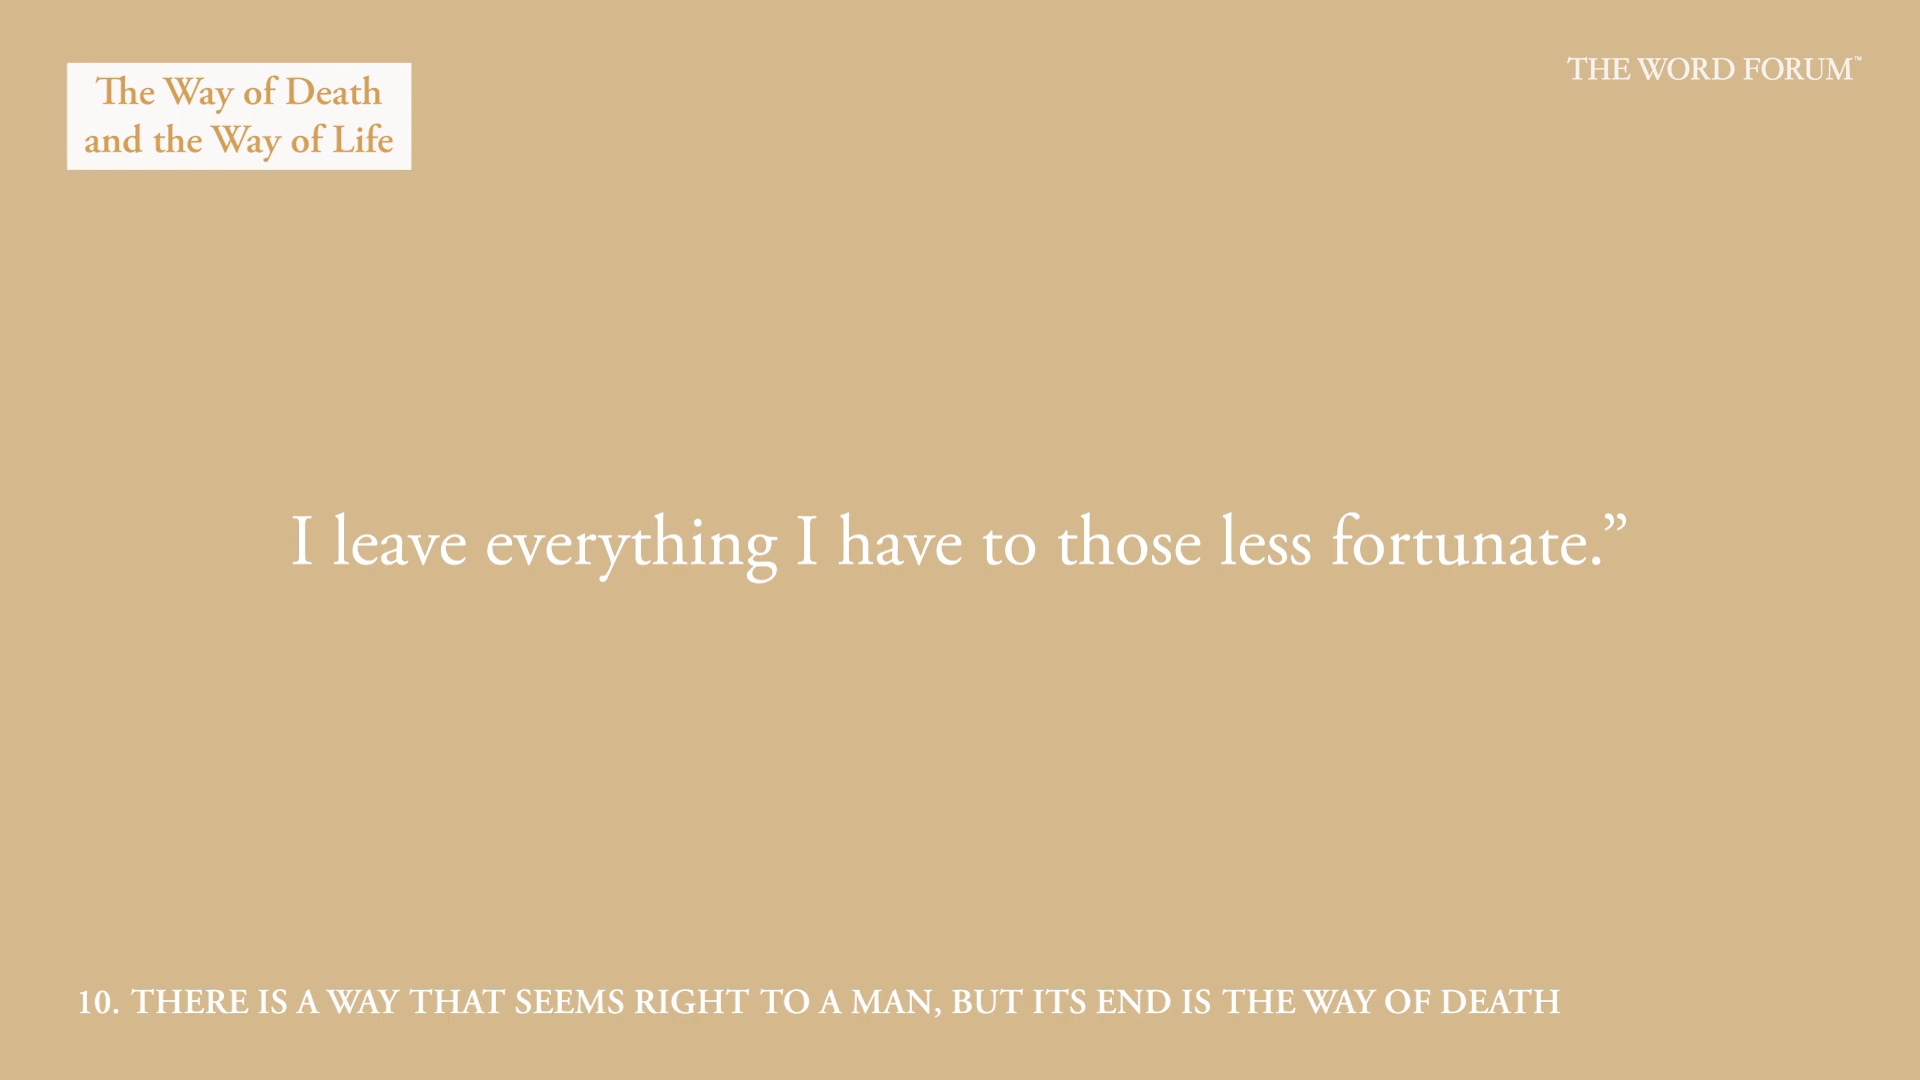 The Way of Death
and the Way of Life
THE WORD FORUM™
I leave everything I have to those less fortunate.”
10. THERE IS A WAY THAT SEEMS RIGHT TO A MAN, BUT ITS END IS THE WAY OF DEATH